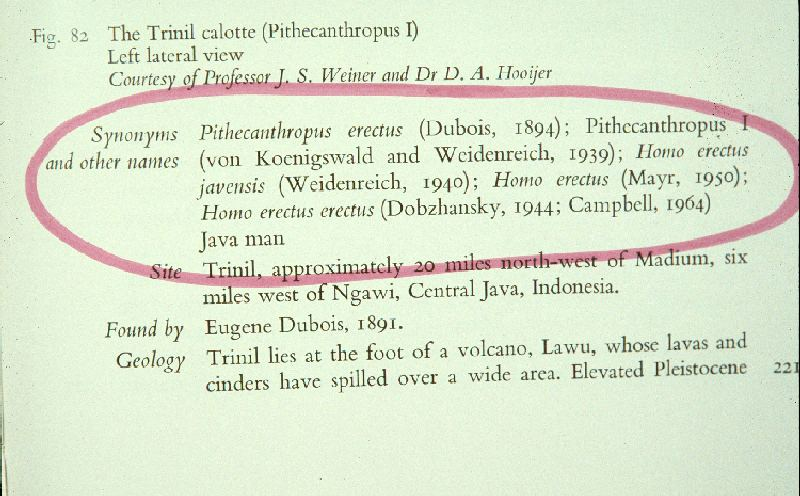 Fig. 82 The Trinil calotte (Pithecanthropus I)
Left lateral view
Courtesy of Professor J. S. Weiner and Dr D. A. Hooijer
Synonyms Pithecanthropus erectus (Dubois, 1894); Pithecanthropus I
and other names (von Koenigswald and Weidenreich, 1939); Homo erectus
javensis (Weidenreich, 1940); Homo erectus (Mayr, 1950);
Homo erectus erectus (Dobzhansky, 1944; Campbell, 1964)
Java man
Site Trinil, approximately 20 miles north-west of Madium, six
miles west of Ngawi, Central Java, Indonesia.
Found by Eugene Dubois, 1891.
Geology Trinil lies at the foot of a volcano, Lawu, whose lavas and
cinders have spilled over a wide area. Elevated Pleistocene 221